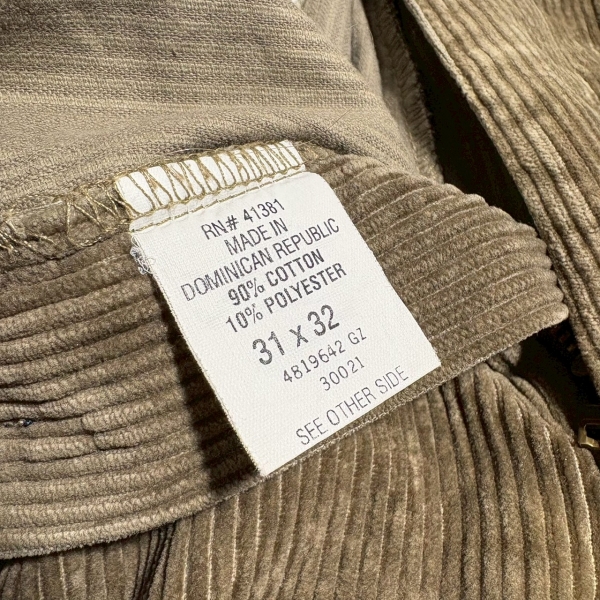 RN# 41381
MADE IN
DOMINICAN REPUBLIC
90% COTTON
10% POLYESTER
31 X 32
4819642 GZ
30021
SEE OTHER SIDE